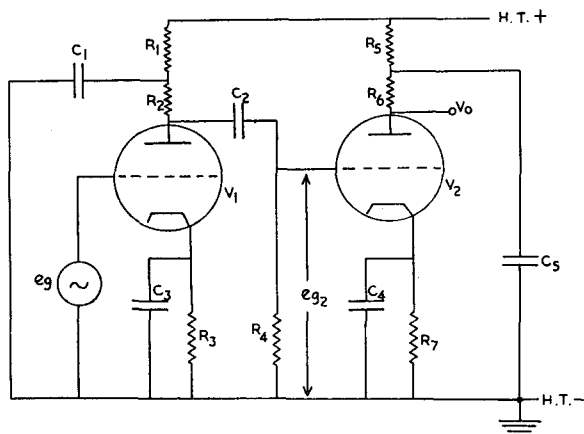 H.T.+
R1
R5
C1
R2
C2
R6
Vo
V1
V2
eg
C3
R3
R4
eg2
C4
R7
C5
H.T.-